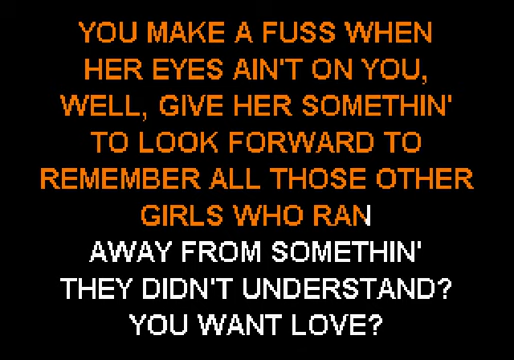 YOU MAKE A FUSS WHEN
HER EYES AIN'T ON YOU,
WELL, GIVE HER SOMETHIN'
TO LOOK FORWARD TO
REMEMBER ALL THOSE OTHER
GIRLS WHO RAN
AWAY FROM SOMETHIN'
THEY DIDN'T UNDERSTAND?
YOU WANT LOVE?